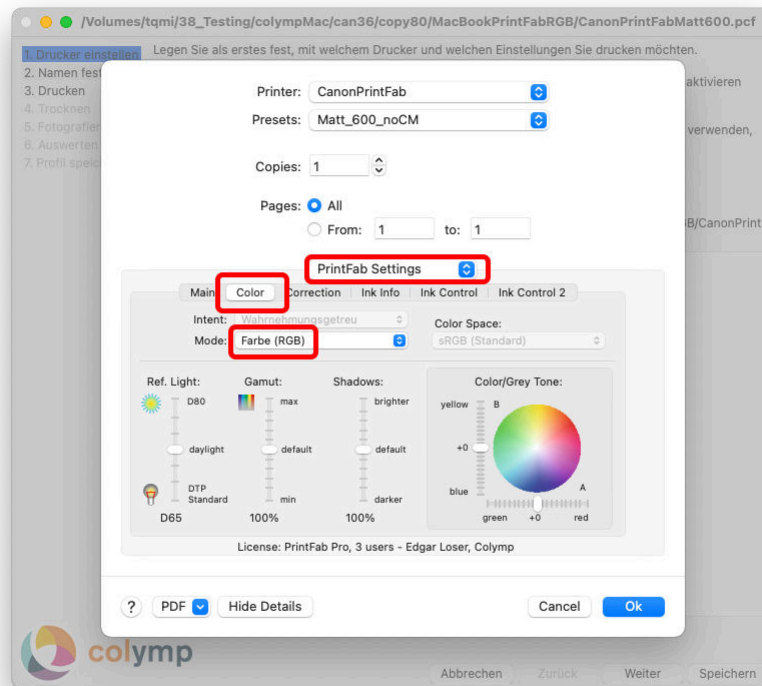 /Volumes/tqmi/38_Testing/colympMac/can36/copy80/MacBookPrintFabRGB/CanonPrintFabMatt600.pcf
1. Drucker einstellen
Legen Sie als erstes fest, mit welchem Drucker und welchen Einstellungen Sie drucken möchten.
2. Namen fest
aktivieren
3. Drucken
4. Trocknen
5. Fotografier
verwenden,
6. Auswerten
7. Profil speic
B/CanonPrint
Printer: CanonPrintFab
Presets: Matt_600_noCM
Copies: 1
Pages: All
From: 1 to: 1
PrintFab Settings
Main Color Correction Ink Info Ink Control Ink Control 2
Intent: Wahrnehmungsgetreu
Color Space:
Mode: Farbe (RGB)
sRGB (Standard)
Ref. Light: Gamut: Shadows: Color/Grey Tone:
D80 max brighter yellow B
daylight default default +0
DTP
Standard min darker blue A
D65 100% 100% green +0 red
License: PrintFab Pro, 3 users - Edgar Loser, Colymp
? PDF Hide Details Cancel Ok
colymp
Abbrechen Zurück Weiter Speichern